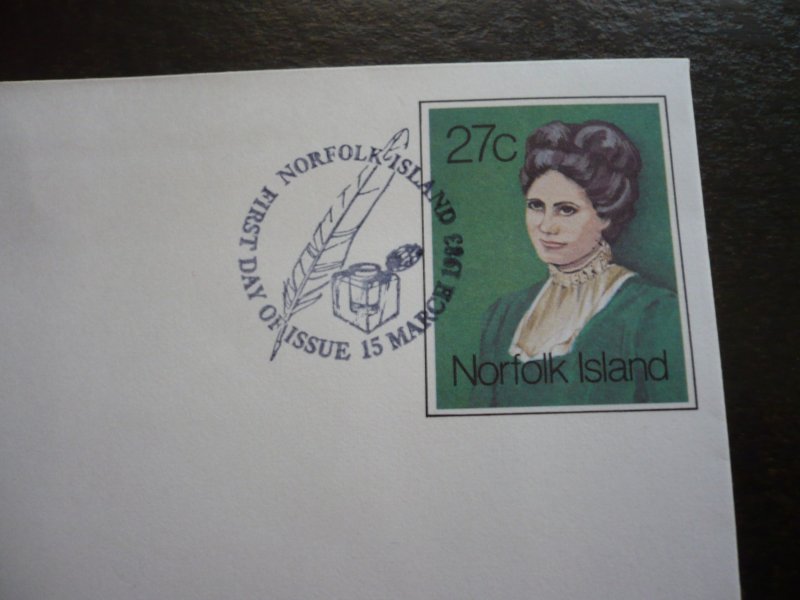 NORFOLK ISLAND
FIRST DAY OF ISSUE 15 MARCH 1983
27c
Norfolk Island